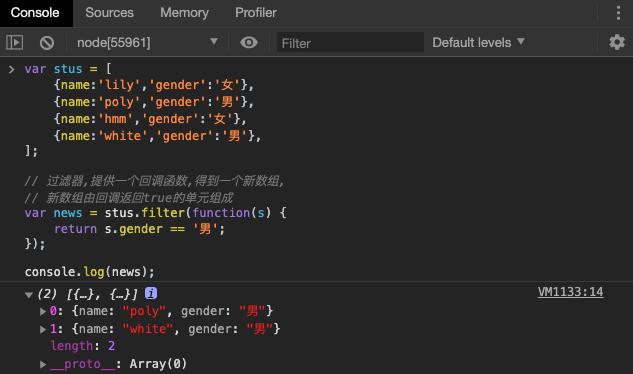 Console Sources Memory Profiler
node[55961] Filter Default levels
var stus = [
{name:'lily','gender':'女'},
{name:'poly','gender':'男'},
{name:'hmm','gender':'女'},
{name:'white','gender':'男'},
];
// 过滤器,提供一个回调函数,得到一个新数组,
// 新数组由回调返回true的单元组成
var news = stus.filter(function(s) {
return s.gender == '男';
});
console.log(news);
(2) [{…}, {…}] i VM1133:14
0: {name: "poly", gender: "男"}
1: {name: "white", gender: "男"}
length: 2
__proto__: Array(0)